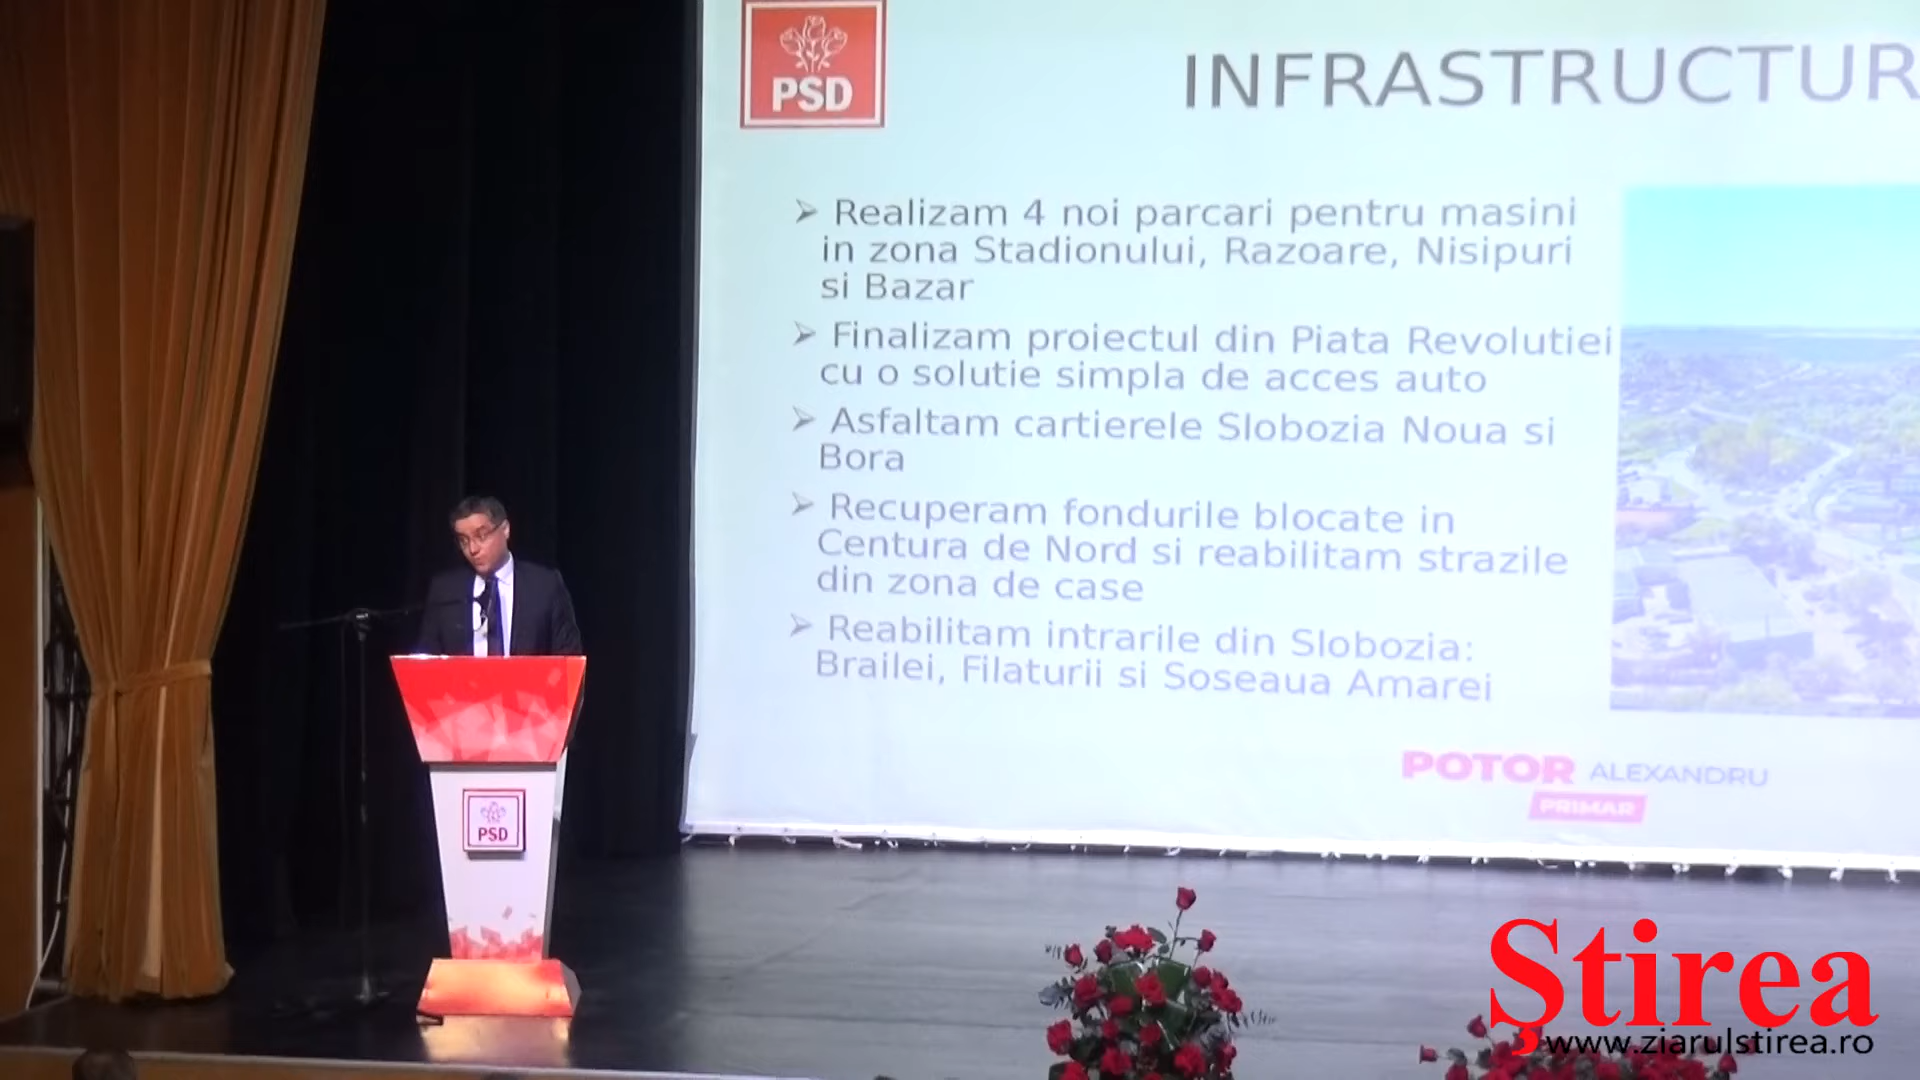 PSD
INFRASTRUCTUR
➢ Realizam 4 noi parcari pentru masini
in zona Stadionului, Razoare, Nisipuri
si Bazar
➢ Finalizam proiectul din Piata Revolutiei
cu o solutie simpla de acces auto
➢ Asfaltam cartierele Slobozia Noua si
Bora
➢ Recuperam fondurile blocate in
Centura de Nord si reabilitam strazile
din zona de case
➢ Reabilitam intrarile din Slobozia:
Brailei, Filaturii si Soseaua Amarei
POTOR ALEXANDRU
PRIMAR
PSD
Știrea
www.ziarulstirea.ro